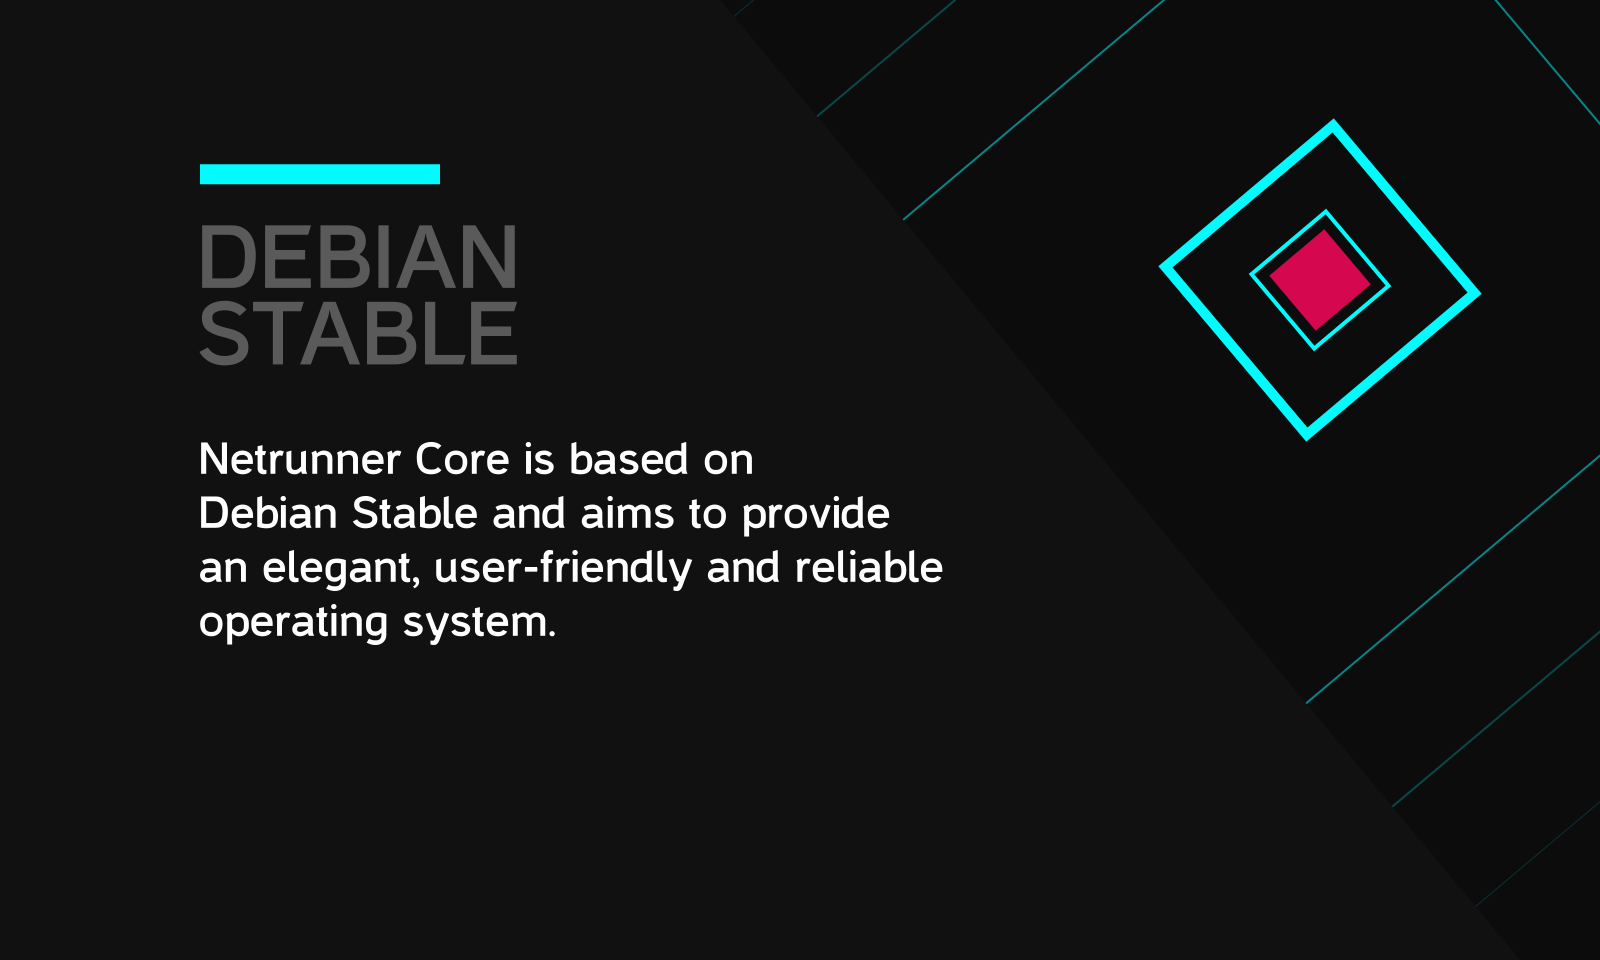 DEBIAN
STABLE
Netrunner Core is based on
Debian Stable and aims to provide
an elegant, user-friendly and reliable
operating system.